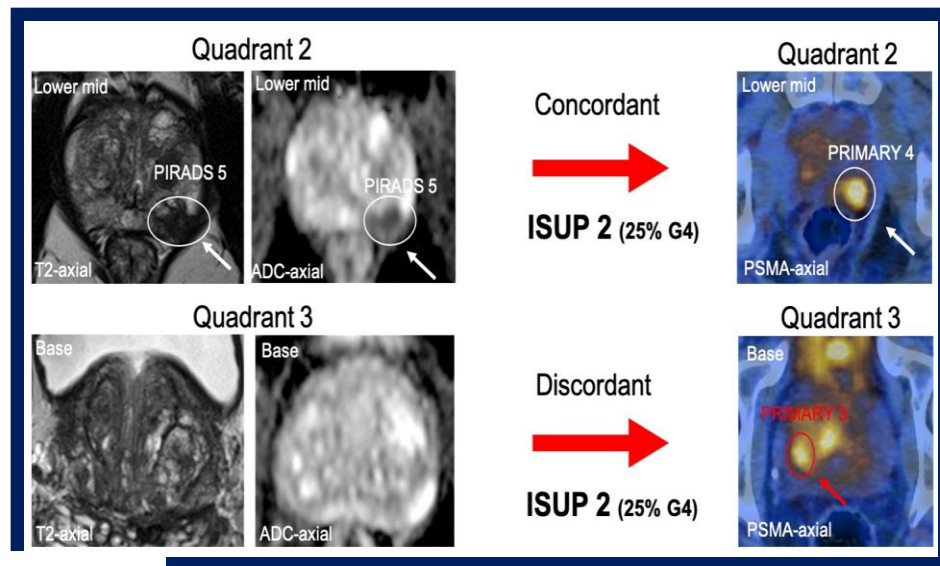 Quadrant 2
Lower mid
PIRADS 5
T2-axial
Lower mid
PIRADS 5
ADC-axial
Concordant
ISUP 2 (25% G4)
Quadrant 2
Lower mid
PRIMARY 4
PSMA-axial
Quadrant 3
Base
T2-axial
Base
ADC-axial
Discordant
ISUP 2 (25% G4)
Quadrant 3
Base
PRIMARY 3
PSMA-axial